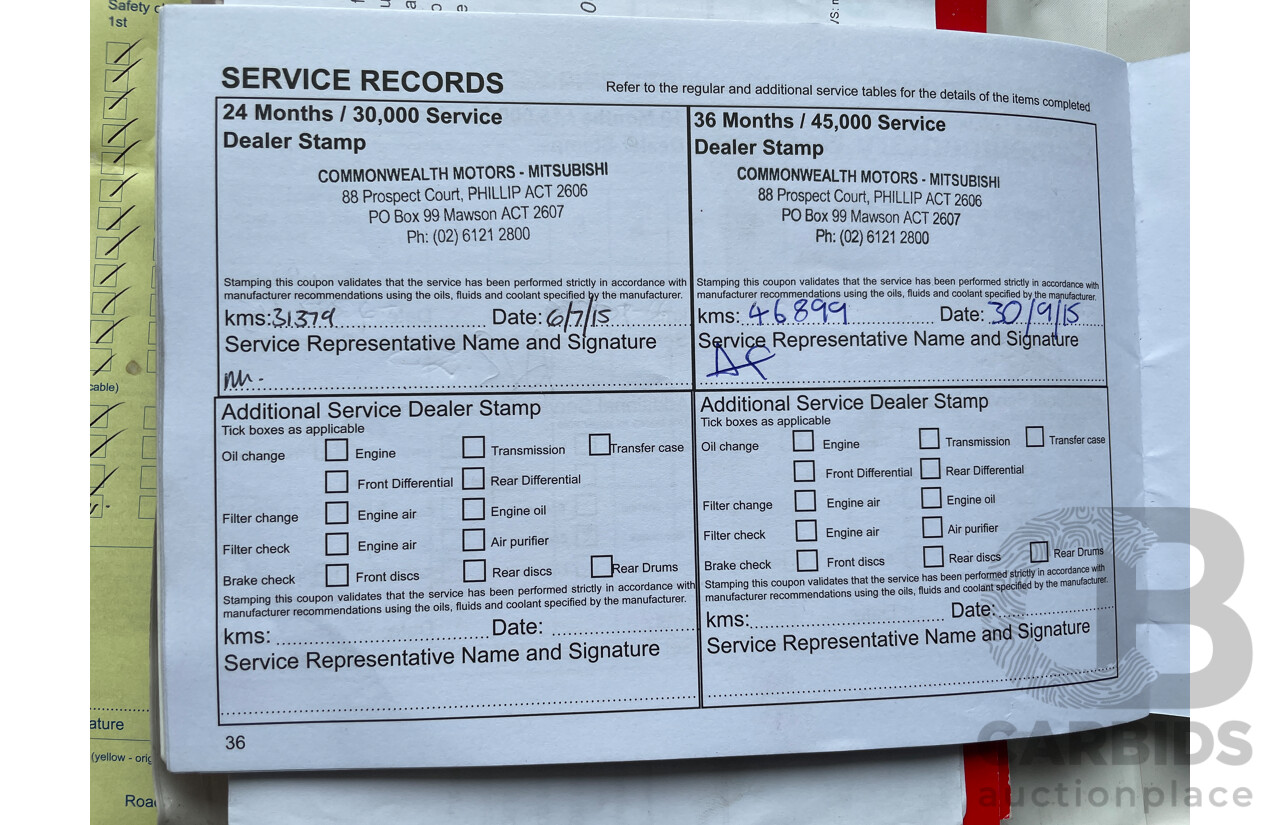 Safety
1st
SERVICE RECORDS
Refer to the regular and additional service tables for the details of the items completed
24 Months / 30,000 Service
Dealer Stamp
COMMONWEALTH MOTORS - MITSUBISHI
88 Prospect Court, PHILLIP ACT 2606
PO Box 99 Mawson ACT 2607
Ph: (02) 6121 2800
Stamping this coupon validates that the service has been performed strictly in accordance with
manufacturer recommendations using the oils, fluids and coolant specified by the manufacturer.
kms: 31379 Date: 6/7/15
Service Representative Name and Signature
36 Months / 45,000 Service
Dealer Stamp
COMMONWEALTH MOTORS - MITSUBISHI
88 Prospect Court, PHILLIP ACT 2606
PO Box 99 Mawson ACT 2607
Ph: (02) 6121 2800
Stamping this coupon validates that the service has been performed strictly in accordance with
manufacturer recommendations using the oils, fluids and coolant specified by the manufacturer.
kms: 46899 Date: 30/9/15
Service Representative Name and Signature
Additional Service Dealer Stamp
Tick boxes as applicable
Oil change Engine Transmission Transfer case
Front Differential Rear Differential
Filter change Engine air Engine oil
Filter check Engine air Air purifier
Brake check Front discs Rear discs Rear Drums
Stamping this coupon validates that the service has been performed strictly in accordance with
manufacturer recommendations using the oils, fluids and coolant specified by the manufacturer.
kms: Date:
Service Representative Name and Signature
Additional Service Dealer Stamp
Tick boxes as applicable
Oil change Engine Transmission Transfer case
Front Differential Rear Differential
Filter change Engine air Engine oil
Filter check Engine air Air purifier
Brake check Front discs Rear discs Rear Drums
Stamping this coupon validates that the service has been performed strictly in accordance with
manufacturer recommendations using the oils, fluids and coolant specified by the manufacturer.
kms: Date:
Service Representative Name and Signature
36
cable)
ature
(yellow - orig
Roa
CARBIDS
auctionplace